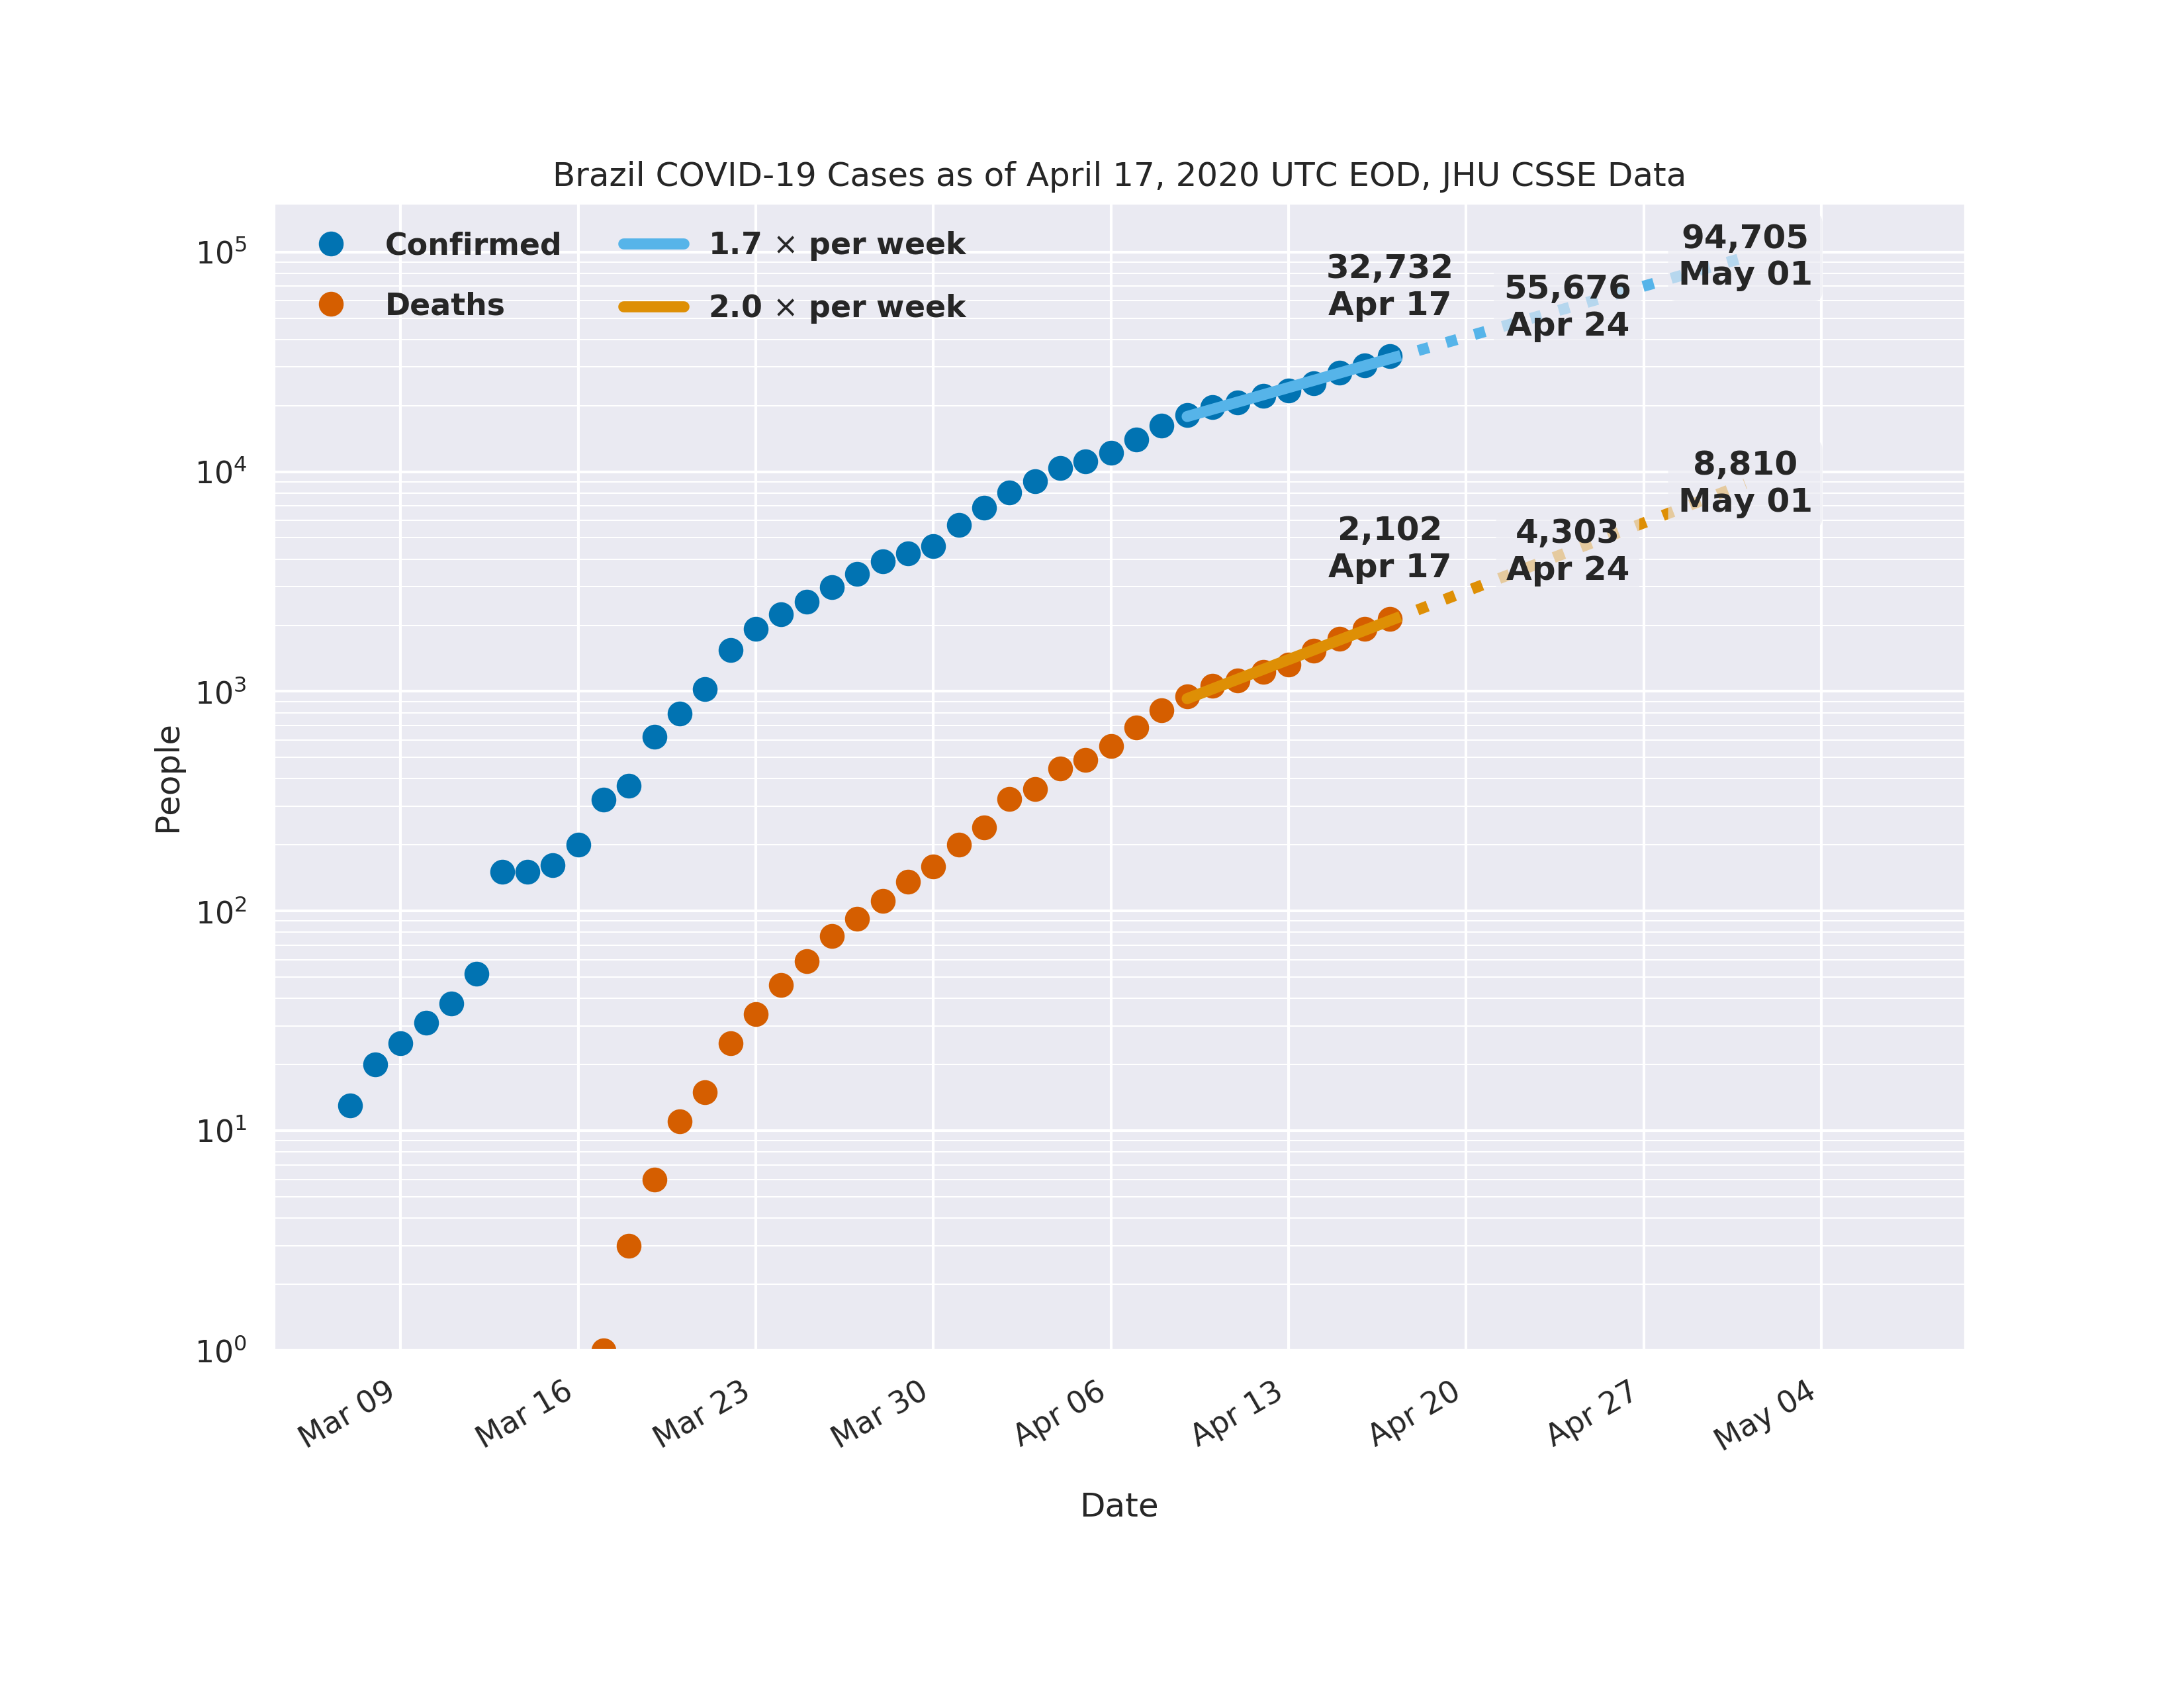 Brazil COVID-19 Cases as of April 17, 2020 UTC EOD, JHU CSSE Data
Confirmed
Deaths
1.7 × per week
2.0 × per week
32,732
Apr 17
55,676
Apr 24
94,705
May 01
2,102
Apr 17
4,303
Apr 24
8,810
May 01
People
10⁵
10⁴
10³
10²
10¹
10⁰
Mar 09
Mar 16
Mar 23
Mar 30
Apr 06
Apr 13
Apr 20
Apr 27
May 04
Date